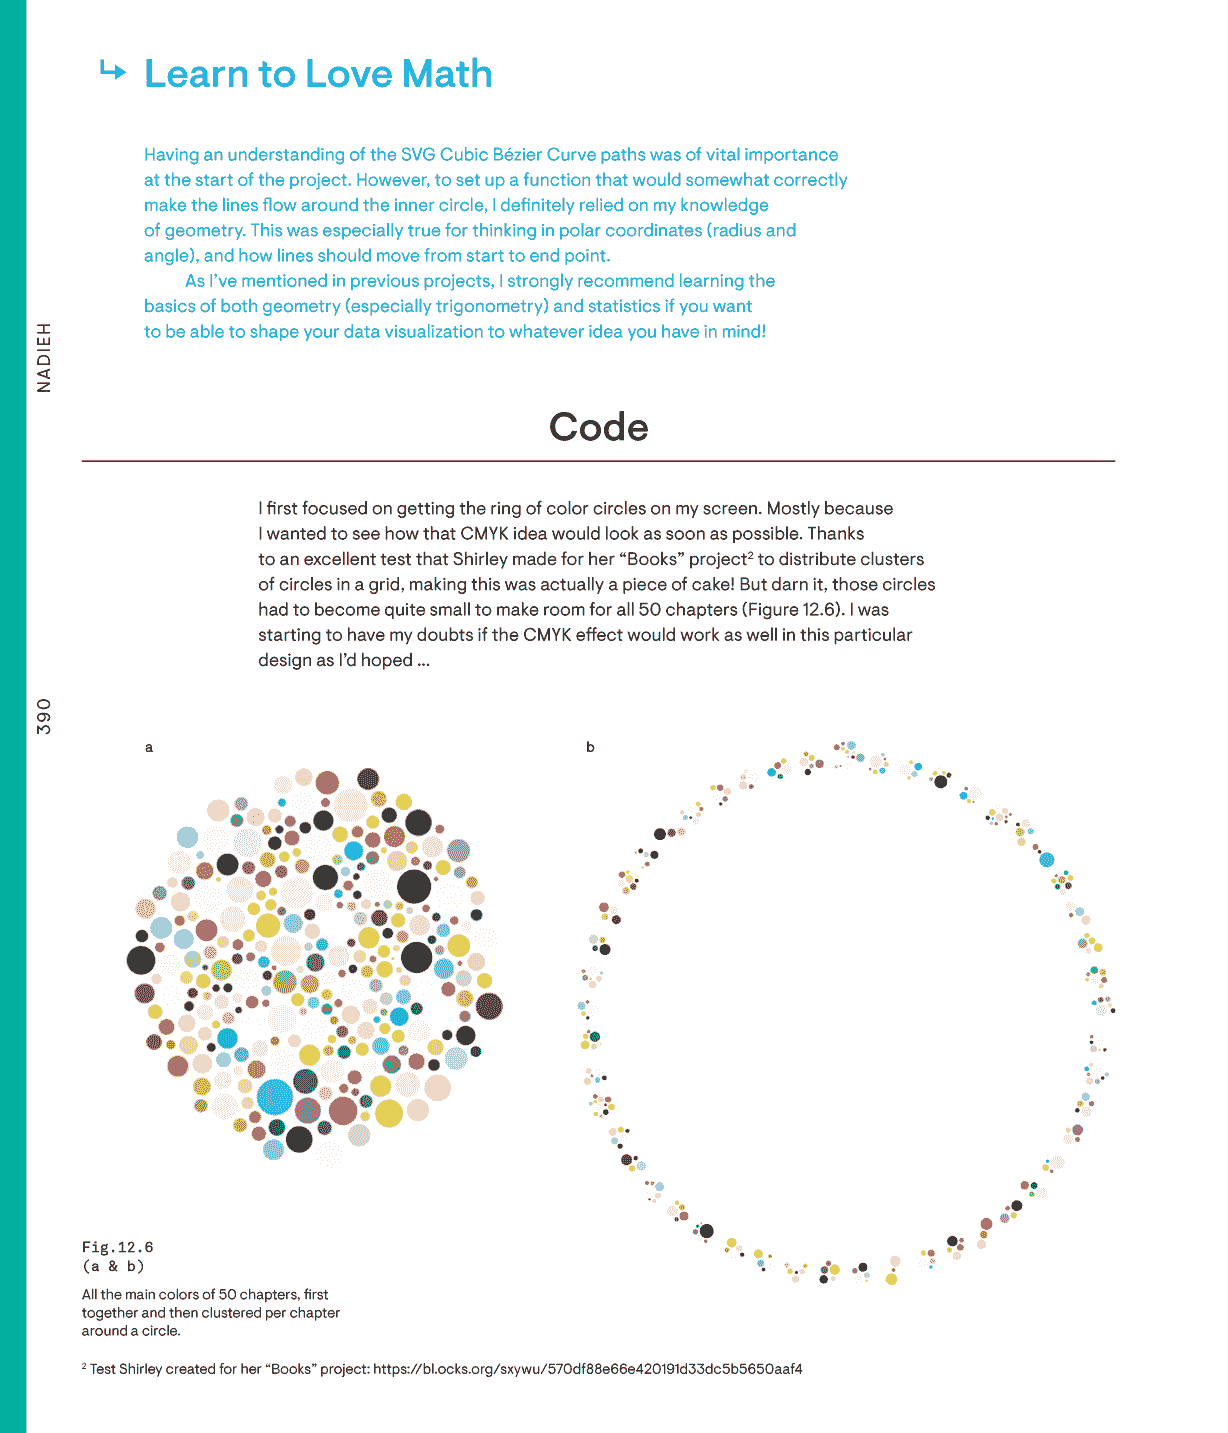 ↳ Learn to Love Math
Having an understanding of the SVG Cubic Bézier Curve paths was of vital importance
at the start of the project. However, to set up a function that would somewhat correctly
make the lines flow around the inner circle, I definitely relied on my knowledge
of geometry. This was especially true for thinking in polar coordinates (radius and
angle), and how lines should move from start to end point.
As I’ve mentioned in previous projects, I strongly recommend learning the
basics of both geometry (especially trigonometry) and statistics if you want
to be able to shape your data visualization to whatever idea you have in mind!
NADIEH
Code
I first focused on getting the ring of color circles on my screen. Mostly because
I wanted to see how that CMYK idea would look as soon as possible. Thanks
to an excellent test that Shirley made for her “Books” project² to distribute clusters
of circles in a grid, making this was actually a piece of cake! But darn it, those circles
had to become quite small to make room for all 50 chapters (Figure 12.6). I was
starting to have my doubts if the CMYK effect would work as well in this particular
design as I’d hoped ...
390
a
b
Fig.12.6
(a & b)
All the main colors of 50 chapters, first
together and then clustered per chapter
around a circle.
² Test Shirley created for her “Books” project: https://bl.ocks.org/sxywu/570df88e66e420191d33dc5b5650aaf4